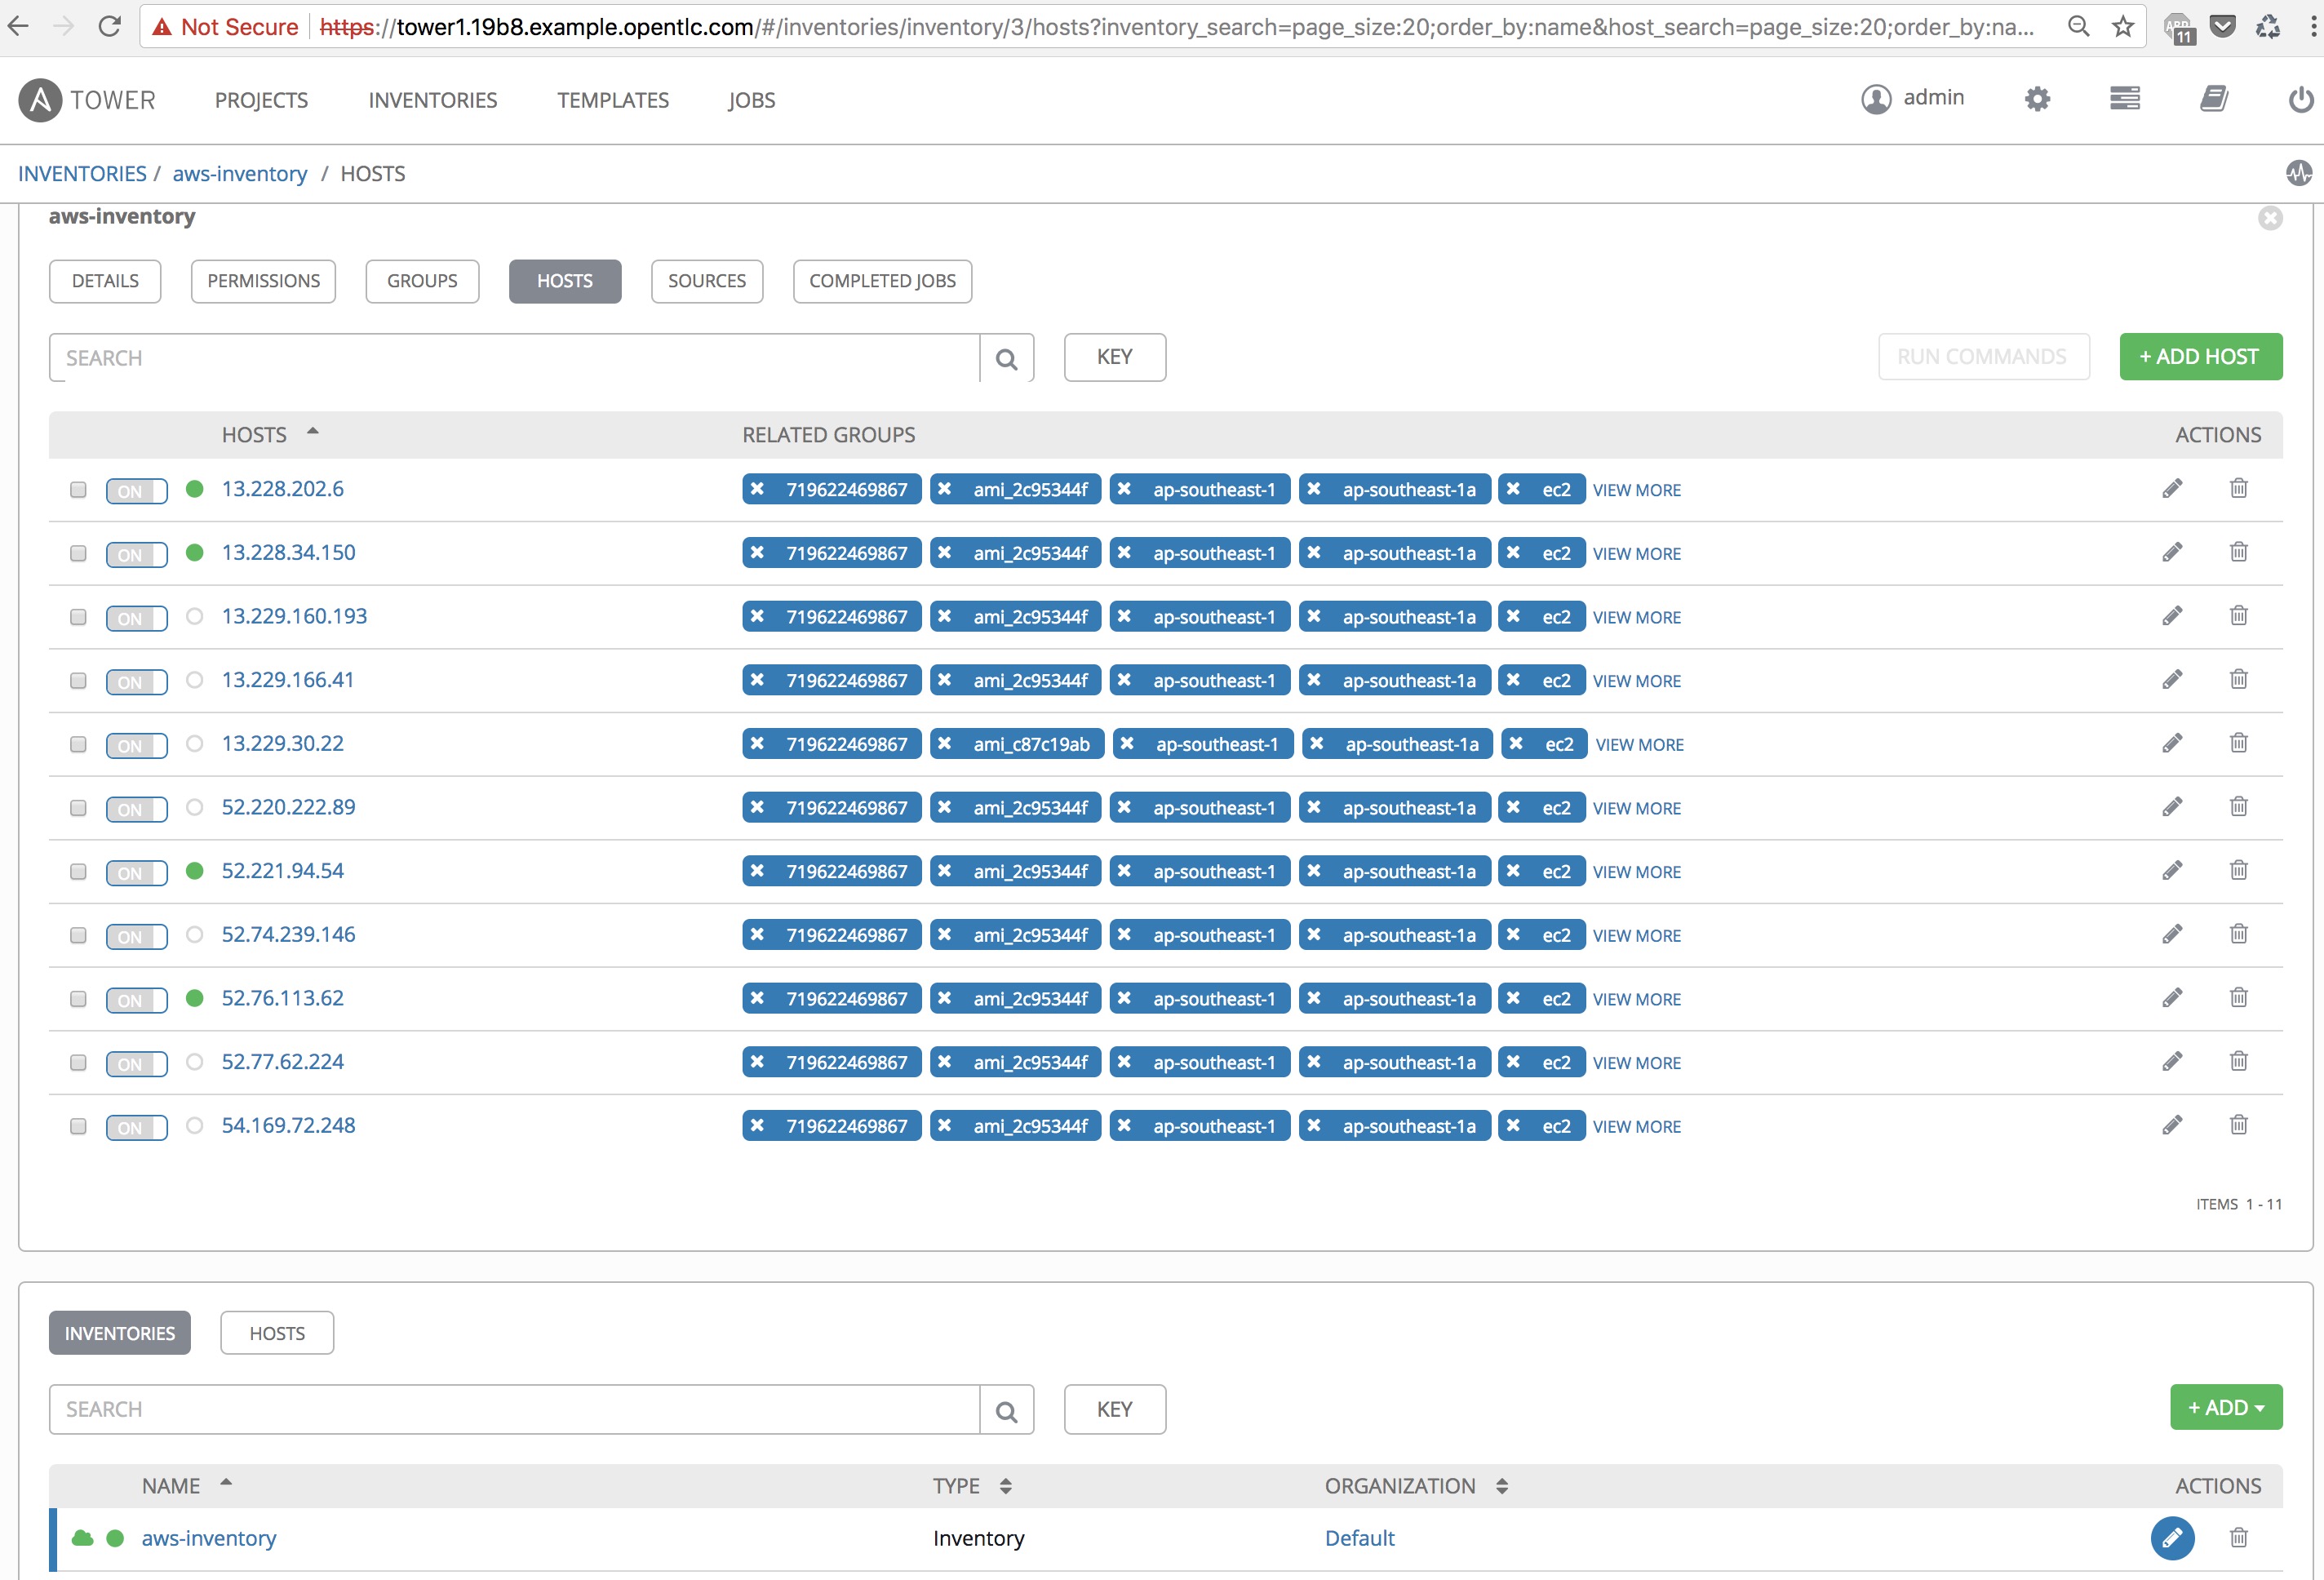 Not Secure https://tower1.19b8.example.opentlc.com/#/inventories/inventory/3/hosts?inventory_search=page_size:20;order_by:name&host_search=page_size:20;order_by:na... 11
A TOWER PROJECTS INVENTORIES TEMPLATES JOBS admin
INVENTORIES / aws-inventory / HOSTS
aws-inventory
DETAILS PERMISSIONS GROUPS HOSTS SOURCES COMPLETED JOBS
SEARCH KEY RUN COMMANDS + ADD HOST
HOSTS RELATED GROUPS ACTIONS
ON 13.228.202.6 719622469867 ami_2c95344f ap-southeast-1 ap-southeast-1a ec2 VIEW MORE
ON 13.228.34.150 719622469867 ami_2c95344f ap-southeast-1 ap-southeast-1a ec2 VIEW MORE
ON 13.229.160.193 719622469867 ami_2c95344f ap-southeast-1 ap-southeast-1a ec2 VIEW MORE
ON 13.229.166.41 719622469867 ami_2c95344f ap-southeast-1 ap-southeast-1a ec2 VIEW MORE
ON 13.229.30.22 719622469867 ami_c87c19ab ap-southeast-1 ap-southeast-1a ec2 VIEW MORE
ON 52.220.222.89 719622469867 ami_2c95344f ap-southeast-1 ap-southeast-1a ec2 VIEW MORE
ON 52.221.94.54 719622469867 ami_2c95344f ap-southeast-1 ap-southeast-1a ec2 VIEW MORE
ON 52.74.239.146 719622469867 ami_2c95344f ap-southeast-1 ap-southeast-1a ec2 VIEW MORE
ON 52.76.113.62 719622469867 ami_2c95344f ap-southeast-1 ap-southeast-1a ec2 VIEW MORE
ON 52.77.62.224 719622469867 ami_2c95344f ap-southeast-1 ap-southeast-1a ec2 VIEW MORE
ON 54.169.72.248 719622469867 ami_2c95344f ap-southeast-1 ap-southeast-1a ec2 VIEW MORE
ITEMS 1 - 11
INVENTORIES HOSTS
SEARCH KEY + ADD
NAME TYPE ORGANIZATION ACTIONS
aws-inventory Inventory Default